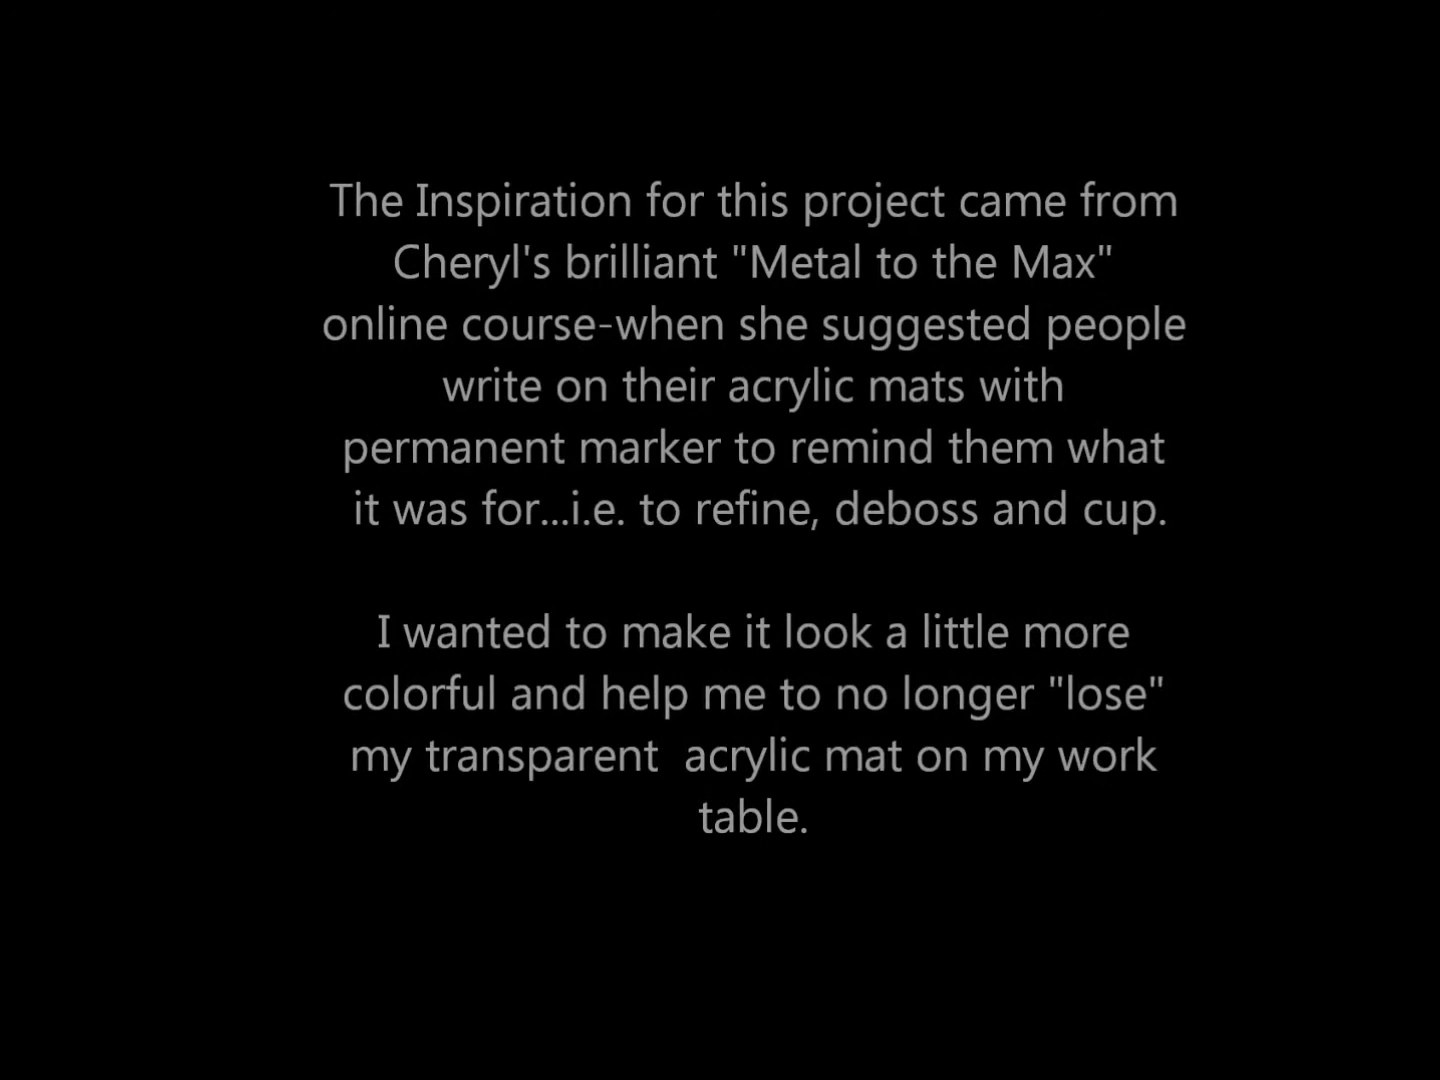 The Inspiration for this project came from
Cheryl's brilliant "Metal to the Max"
online course-when she suggested people
write on their acrylic mats with
permanent marker to remind them what
it was for...i.e. to refine, deboss and cup.
I wanted to make it look a little more
colorful and help me to no longer "lose"
my transparent  acrylic mat on my work
table.